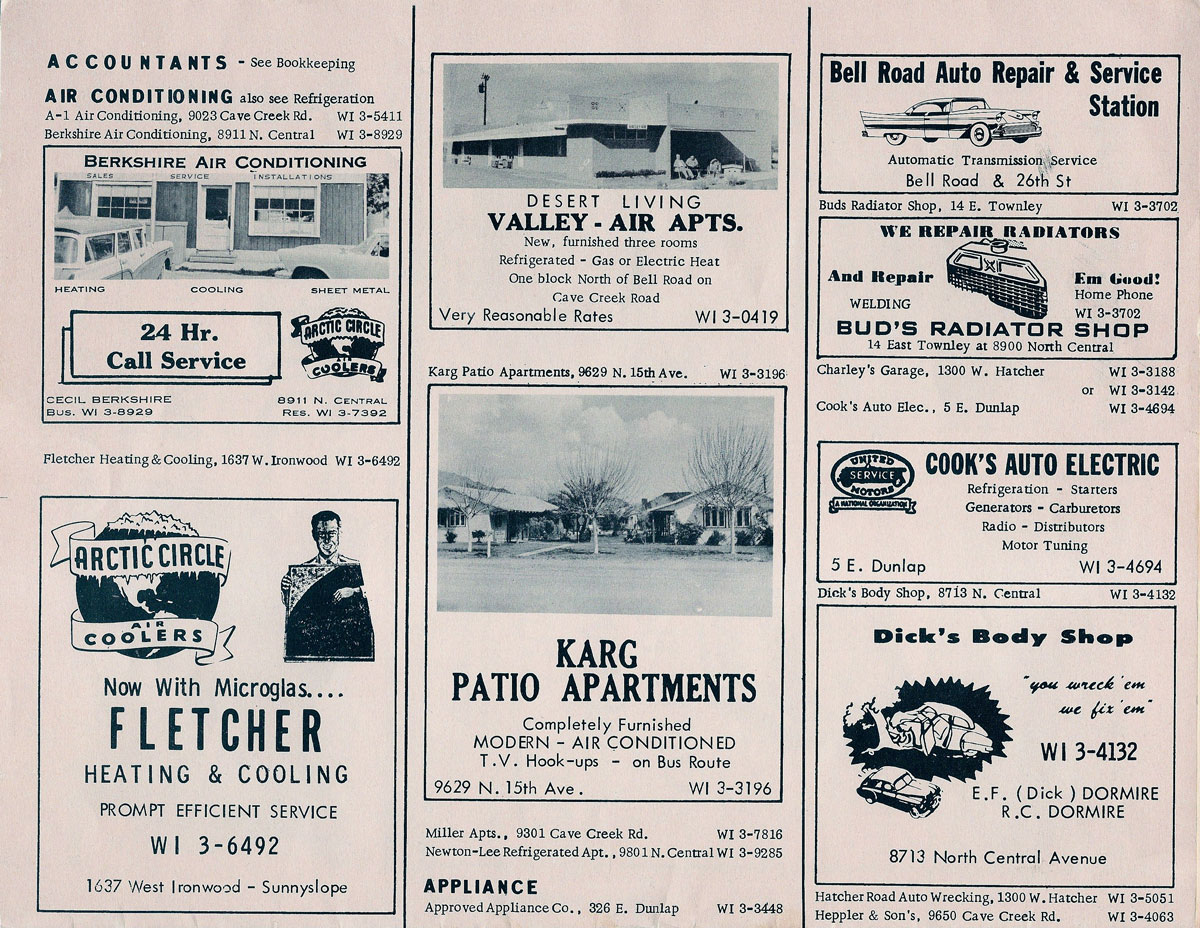 ACCOUNTANTS - See Bookkeeping
AIR CONDITIONING also see Refrigeration
A-1 Air Conditioning, 9023 Cave Creek Rd. WI 3-5411
Berkshire Air Conditioning, 8911 N. Central WI 3-8929
BERKSHIRE AIR CONDITIONING
SALES SERVICE INSTALLATIONS
HEATING COOLING SHEET METAL
24 Hr.
Call Service
ARCTIC CIRCLE
AIR
COOLERS
CECIL BERKSHIRE 8911 N. CENTRAL
BUS. WI 3-8929 RES. WI 3-7392
Fletcher Heating & Cooling, 1637 W. Ironwood WI 3-6492
ARCTIC CIRCLE
AIR
COOLERS
Now With Microglas....
FLETCHER
HEATING & COOLING
PROMPT EFFICIENT SERVICE
WI 3-6492
1637 West Ironwood - Sunnyslope
DESERT LIVING
VALLEY - AIR APTS.
New, furnished three rooms
Refrigerated - Gas or Electric Heat
One block North of Bell Road on
Cave Creek Road
Very Reasonable Rates WI 3-0419
Karg Patio Apartments, 9629 N. 15th Ave. WI 3-3196
KARG
PATIO APARTMENTS
Completely Furnished
MODERN - AIR CONDITIONED
T.V. Hook-ups - on Bus Route
9629 N. 15th Ave. WI 3-3196
Miller Apts., 9301 Cave Creek Rd. WI 3-7816
Newton-Lee Refrigerated Apt., 9801 N. Central WI 3-9285
APPLIANCE
Approved Appliance Co., 326 E. Dunlap WI 3-3448
Bell Road Auto Repair & Service
Station
Automatic Transmission Service
Bell Road & 26th St
Buds Radiator Shop, 14 E. Townley WI 3-3702
WE REPAIR RADIATORS
And Repair Em Good!
WELDING Home Phone
WI 3-3702
BUD'S RADIATOR SHOP
14 East Townley at 8900 North Central
Charley's Garage, 1300 W. Hatcher WI 3-3188
or WI 3-3142
Cook's Auto Elec., 5 E. Dunlap WI 3-4694
UNITED
SERVICE
MOTORS
A NATIONAL ORGANIZATION
COOK'S AUTO ELECTRIC
Refrigeration - Starters
Generators - Carburetors
Radio - Distributors
Motor Tuning
5 E. Dunlap WI 3-4694
Dick's Body Shop, 8713 N. Central WI 3-4132
Dick's Body Shop
"you wreck 'em
we fix 'em"
WI 3-4132
E.F. (Dick) DORMIRE
R.C. DORMIRE
8713 North Central Avenue
Hatcher Road Auto Wrecking, 1300 W. Hatcher WI 3-5051
Heppler & Son's, 9650 Cave Creek Rd. WI 3-4063